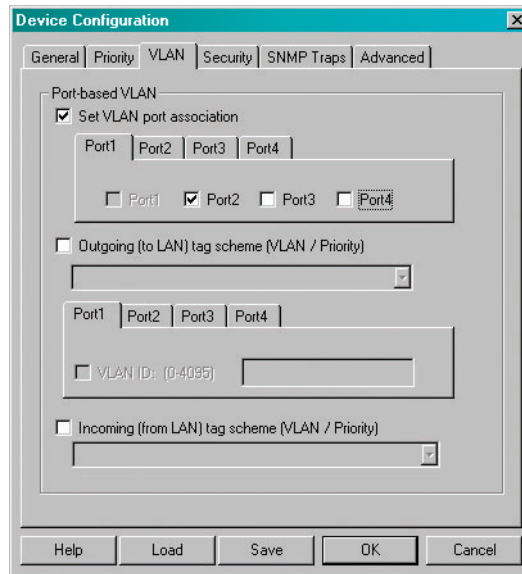 Device Configuration
General Priority VLAN Security SNMP Traps Advanced
Port-based VLAN
Set VLAN port association
Port1 Port2 Port3 Port4
Port1 Port2 Port3 Port4
Outgoing (to LAN) tag scheme (VLAN / Priority)
Port1 Port2 Port3 Port4
VLAN ID: (0-4095)
Incoming (from LAN) tag scheme (VLAN / Priority)
Help Load Save OK Cancel